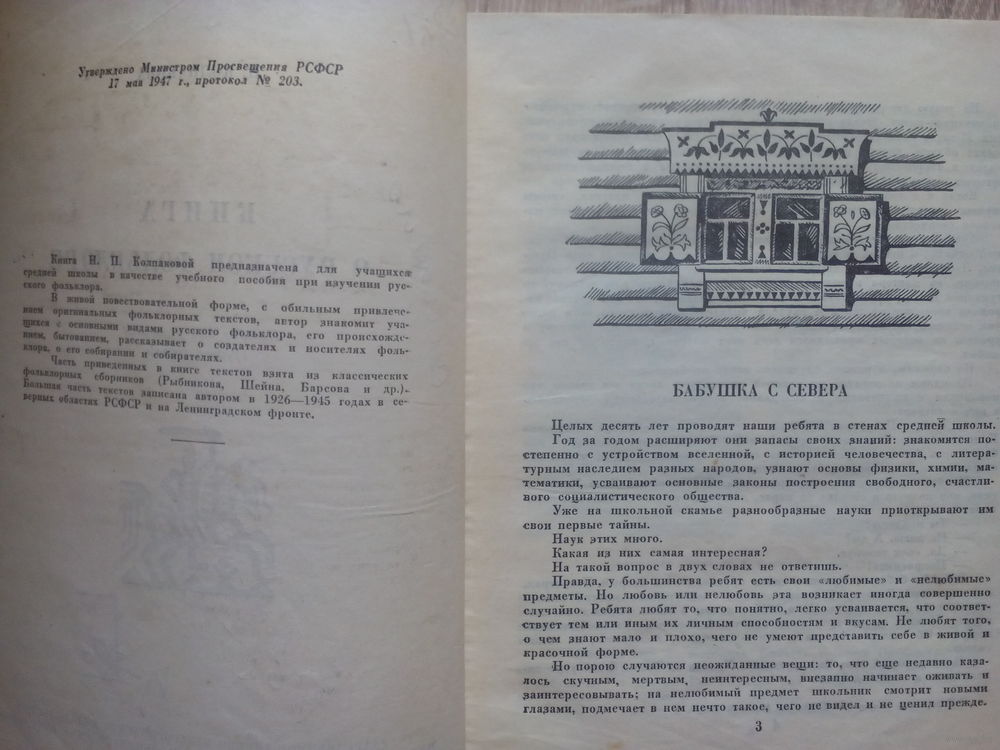 Утверждено Министром Просвещения РСФСР
17 мая 1947 г., протокол № 203.
Книга Н. П. Колпаковой предназначена для учащихся
средней школы в качестве учебного пособия при изучении рус-
ского фольклора.
В живой повествовательной форме, с обильным привлече-
нием оригинальных фольклорных текстов, автор знакомит уча-
щихся с основными видами русского фольклора, его происхожде-
нием, бытованием, рассказывает о создателях и носителях фоль-
клора, о его собирании и собирателях.
Часть приведенных в книге текстов взята из классических
фольклорных сборников (Рыбникова, Шейна, Барсова и др.).
Большая часть текстов записана автором в 1926—1945 годах в се-
верных областях РСФСР и на Ленинградском фронте.
БАБУШКА С СЕВЕРА
Целых десять лет проводят наши ребята в стенах средней школы.
Год за годом расширяют они запасы своих знаний: знакомятся по-
степенно с устройством вселенной, с историей человечества, с литера-
турным наследием разных народов, узнают основы физики, химии, ма-
тематики, усваивают основные законы построения свободного, счастли-
вого социалистического общества.
Уже на школьной скамье разнообразные науки приоткрывают им
свои первые тайны.
Наук этих много.
Какая из них самая интересная?
На такой вопрос в двух словах не ответишь.
Правда, у большинства ребят есть свои «любимые» и «нелюбимые»
предметы. Но любовь или нелюбовь эта возникает иногда совершенно
случайно. Ребята любят то, что понятно, легко усваивается, что соответ-
ствует тем или иным их личным способностям и вкусам. Не любят того,
о чем знают мало и плохо, чего не умеют представить себе в живой и
красочной форме.
Но порою случаются неожиданные вещи: то, что еще недавно каза-
лось скучным, мертвым, неинтересным, внезапно начинает оживать и
заинтересовывать; на нелюбимый предмет школьник смотрит новыми
глазами, подмечает в нем нечто такое, чего не видел и не ценил прежде.
3